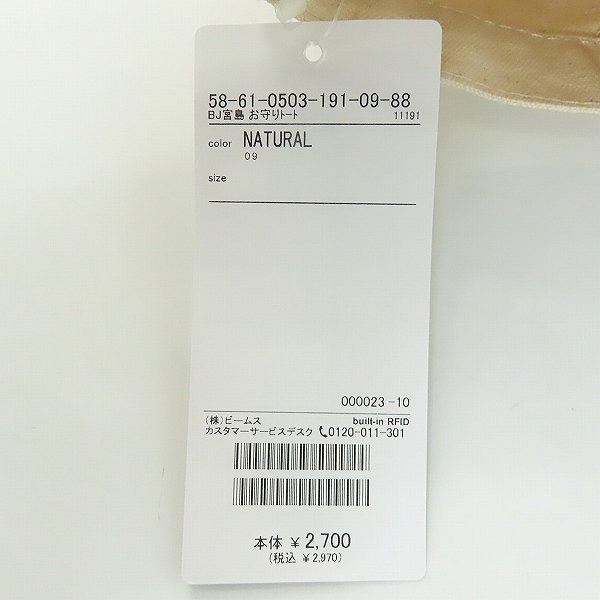 58-61-0503-191-09-88
BJ宮島 お守りトート 11191
color NATURAL
09
size
000023-10
(株)ビームス built-in RFID
カスタマーサービスデスク 0120-011-301
本体 ¥2,700
(税込 ¥2,970)